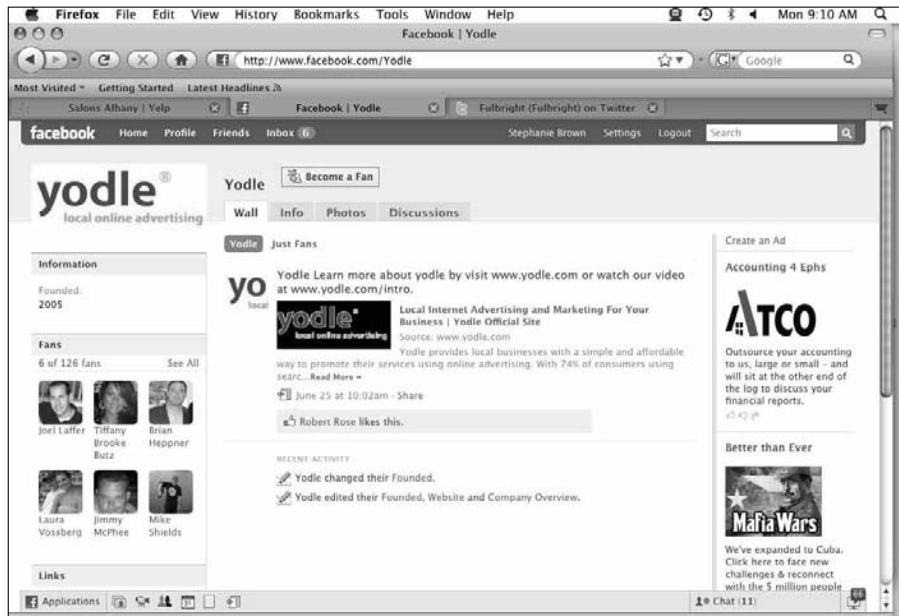 Firefox File Edit View History Bookmarks Tools Window Help Mon 9:10 AM
Facebook | Yodle
http://www.facebook.com/Yodle
Google
Most Visited Getting Started Latest Headlines
Salons Albany | Yelp
Facebook | Yodle
Fulbright (Fulbright) on Twitter
facebook Home Profile Friends Inbox 6 Stephanie Brown Settings Logout Search
yodle®
local online advertising
Information
Founded:
2005
Fans
6 of 126 fans See All
Joel Laffer
Tiffany
Brooke
Butz
Brian
Heppner
Laura
Vossberg
Jimmy
McPhee
Mike
Shields
Links
Yodle
Become a Fan
Wall Info Photos Discussions
Yodle Just Fans
yo
local
Yodle Learn more about yodle by visit www.yodle.com or watch our video
at www.yodle.com/intro.
yodle
local online advertising
Local Internet Advertising and Marketing For Your
Business | Yodle Official Site
Source: www.yodle.com
Yodle provides local businesses with a simple and affordable
way to promote their services using online advertising. With 74% of consumers using
searc...Read More
June 25 at 10:02am · Share
Robert Rose likes this.
RECENT ACTIVITY
Yodle changed their Founded.
Yodle edited their Founded, Website and Company Overview.
Create an Ad
Accounting 4 Ephs
ATCO
Outsource your accounting
to us, large or small - and
will sit at the other end of
the log to discuss your
financial reports.
Better than Ever
Mafia Wars
We've expanded to Cuba.
Click here to face new
challenges & reconnect
with the 5 million people
Applications
31
Chat (11)
66